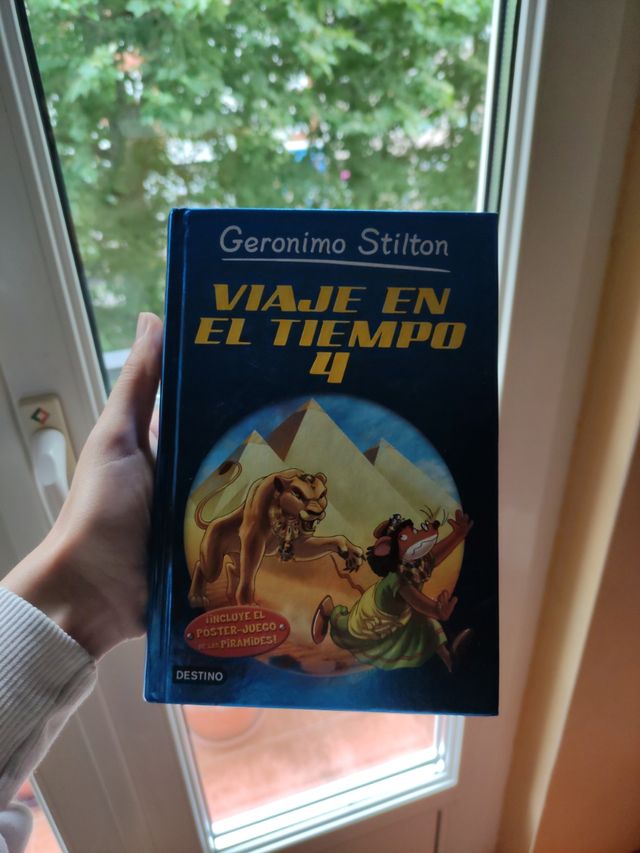 Geronimo Stilton
VIAJE EN
EL TIEMPO
4
¡INCLUYE EL
PÓSTER-JUEGO
DE LAS PIRÁMIDES!
DESTINO